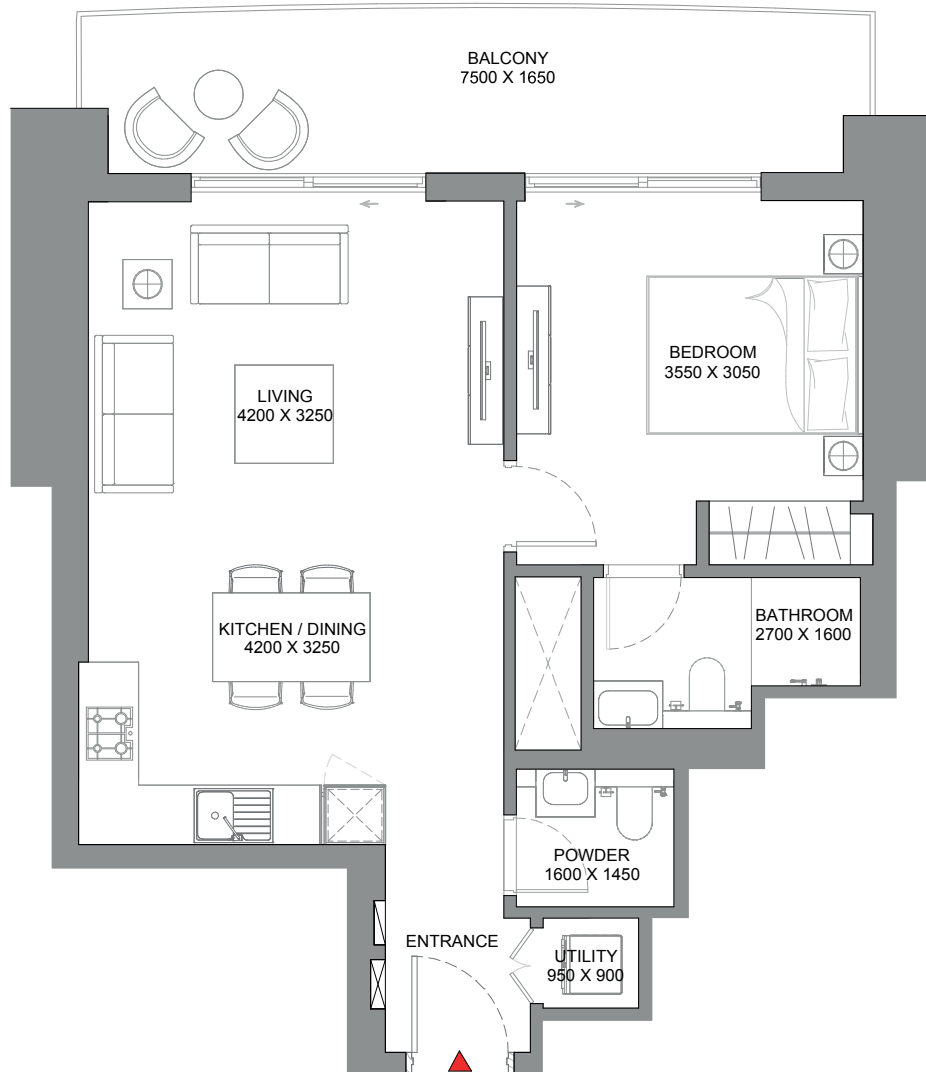 BALCONY
7500 X 1650
BEDROOM
3550 X 3050
LIVING
4200 X 3250
KITCHEN / DINING
4200 X 3250
BATHROOM
2700 X 1600
POWDER
1600 X 1450
ENTRANCE
UTILITY
950 X 900